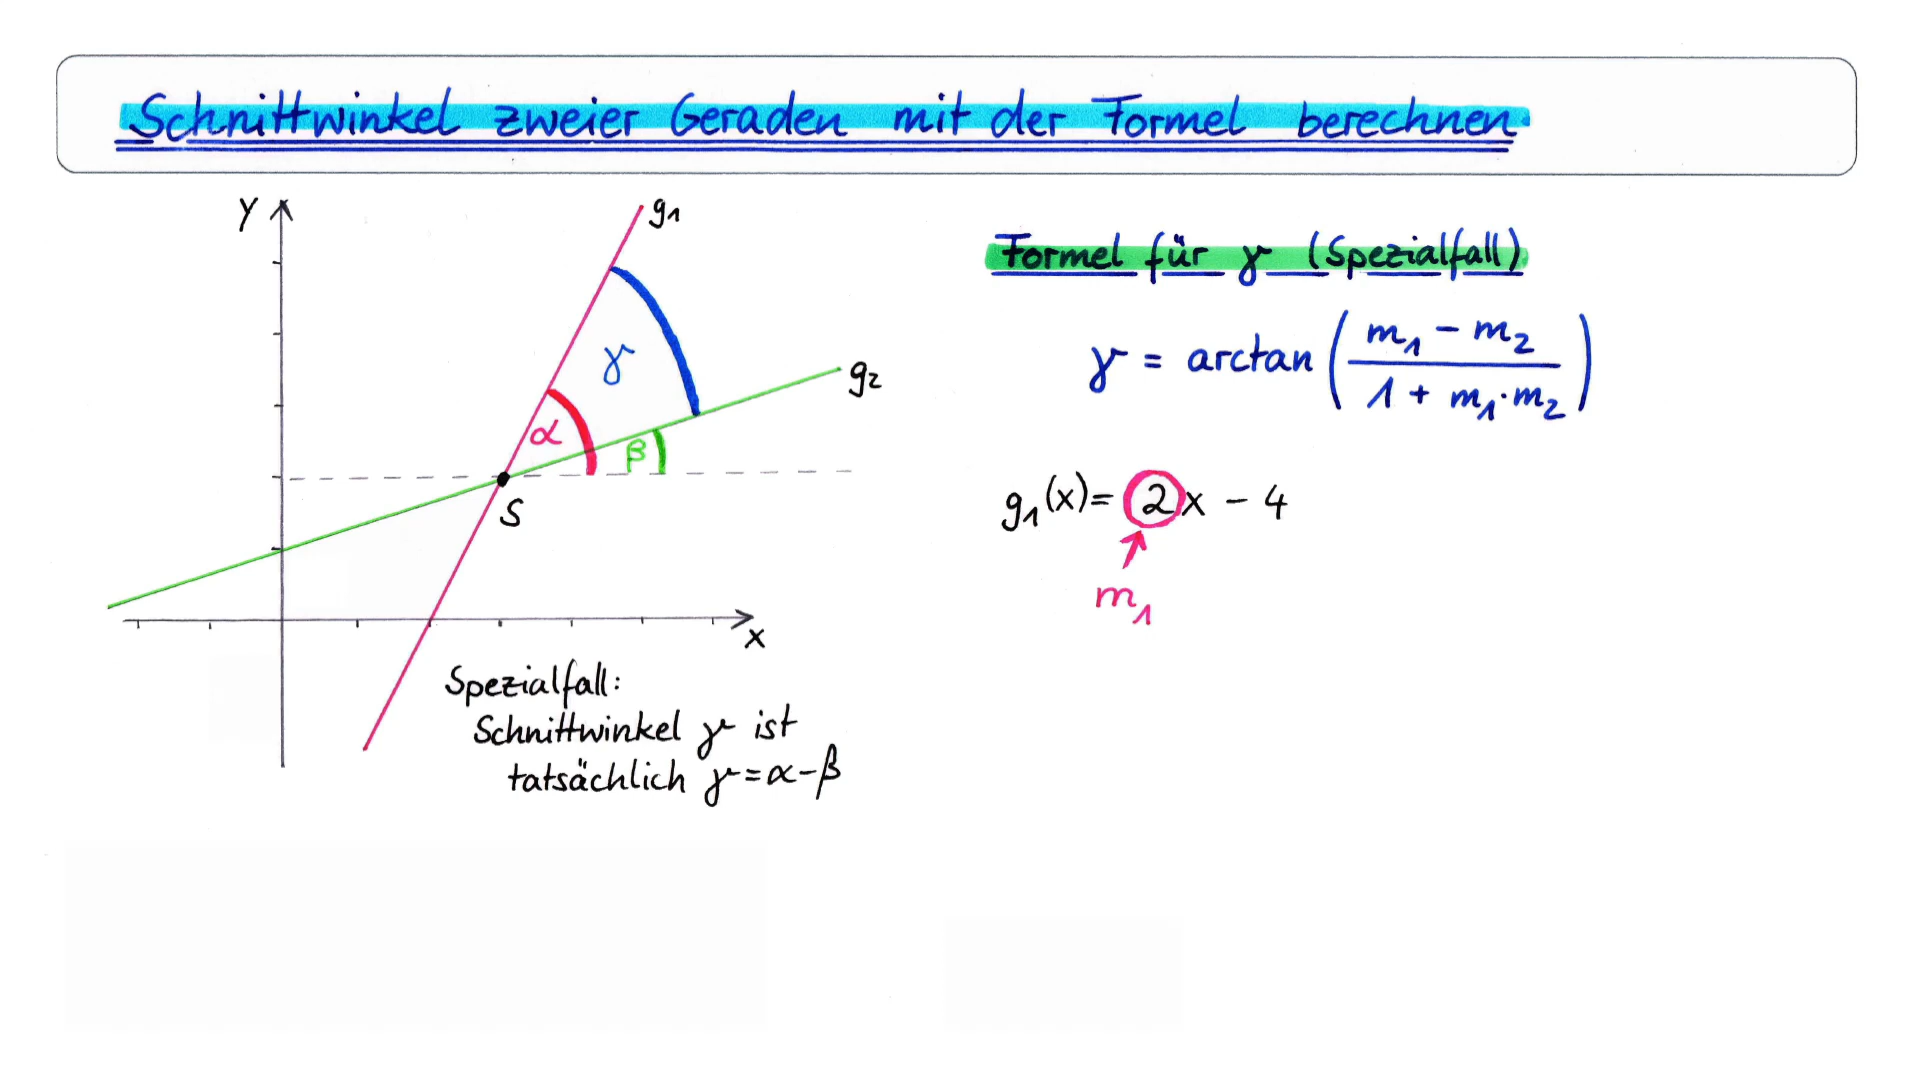 Schnittwinkel zweier Geraden mit der Formel berechnen
y
g₁
γ
g₂
α
β
S
x
Spezialfall:
Schnittwinkel γ ist
tatsächlich γ = α - β
Formel für γ (Spezialfall)
γ = arctan ( (m₁ - m₂) / (1 + m₁·m₂) )
g₁(x) = 2x - 4
m₁